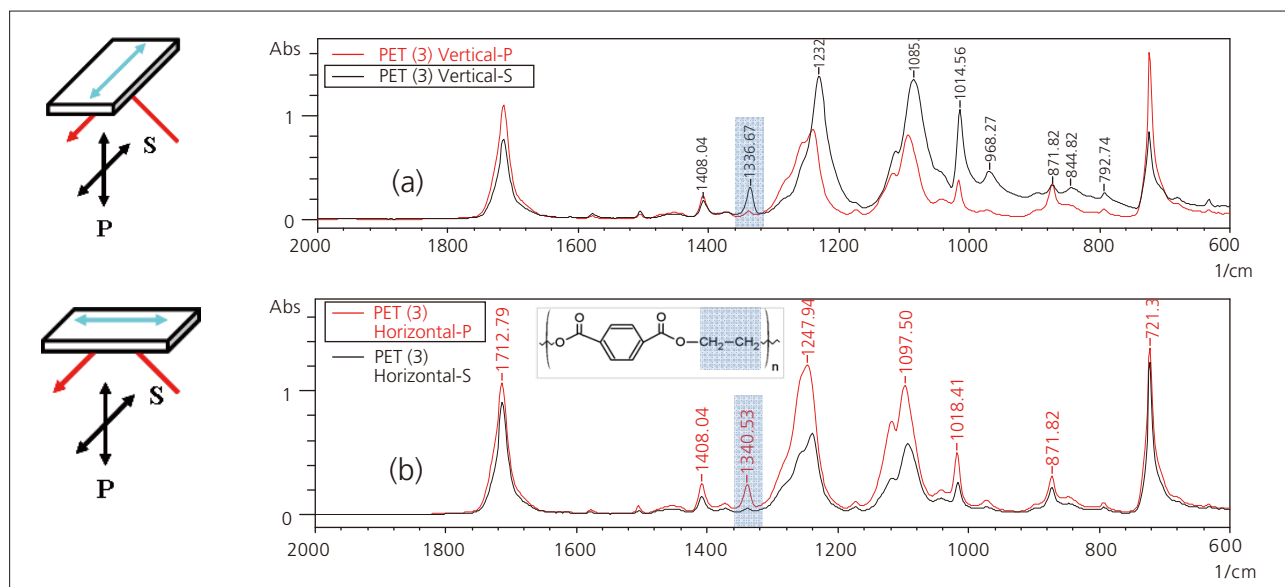 S
P
Abs
PET (3) Vertical-P
PET (3) Vertical-S
1
0
(a)
1408.04
1336.67
1232
1085.
1014.56
968.27
871.82
844.82
792.74
2000 1800 1600 1400 1200 1000 800 600
1/cm
S
P
Abs
PET (3)
Horizontal-P
PET (3)
Horizontal-S
1
0
(b)
1712.79
1408.04
1340.53
1247.94
1097.50
1018.41
871.82
721.3
O O
O O—CH₂—CH₂
n
2000 1800 1600 1400 1200 1000 800 600
1/cm